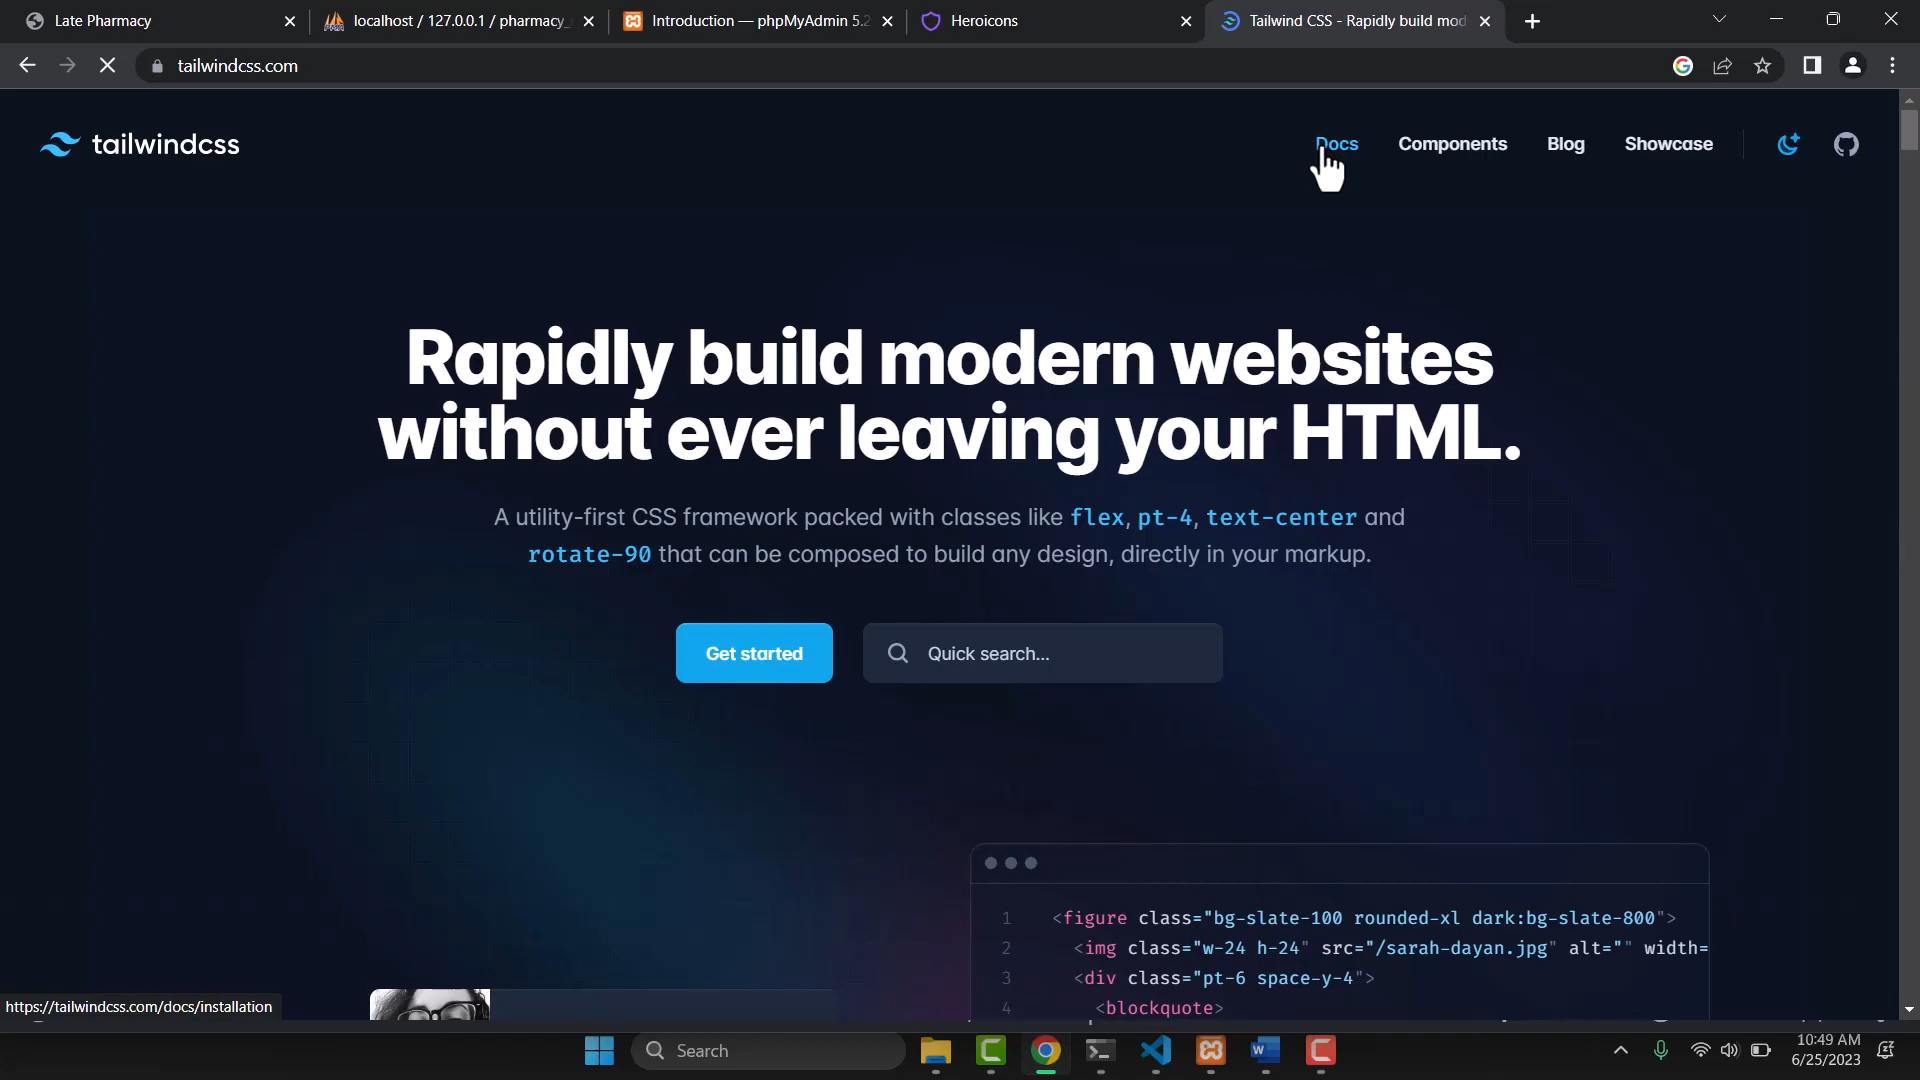 Late Pharmacy
localhost / 127.0.0.1 / pharmacy_
Introduction — phpMyAdmin 5.2
Heroicons
Tailwind CSS - Rapidly build mod
tailwindcss.com
tailwindcss
Docs
Components
Blog
Showcase
Rapidly build modern websites
without ever leaving your HTML.
A utility-first CSS framework packed with classes like flex, pt-4, text-center and
rotate-90 that can be composed to build any design, directly in your markup.
Get started
Quick search...
1 <figure class="bg-slate-100 rounded-xl dark:bg-slate-800">
2 <img class="w-24 h-24" src="/sarah-dayan.jpg" alt="" width=
3 <div class="pt-6 space-y-4">
4 <blockquote>
https://tailwindcss.com/docs/installation
Search
10:49 AM
6/25/2023